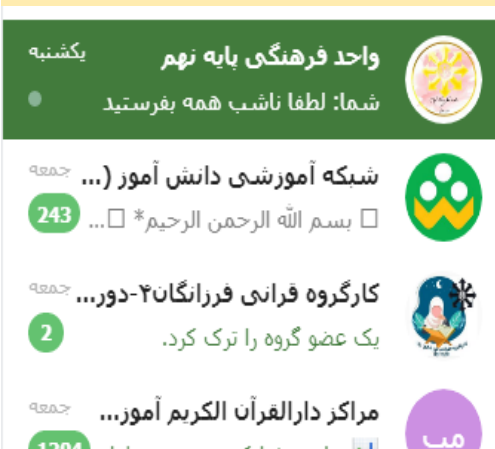 واحد فرهنگی پایه نهم
یکشنبه
شما: لطفا ناشب همه بفرستید
شبکه آموزشی دانش آموز (...
جمعه
بسم الله الرحمن الرحیم* ...
243
کارگروه قرانی فرزانگان۴-دور...
جمعه
یک عضو گروه را ترک کرد.
2
مراکز دارالقرآن الکریم آموز...
جمعه
مب